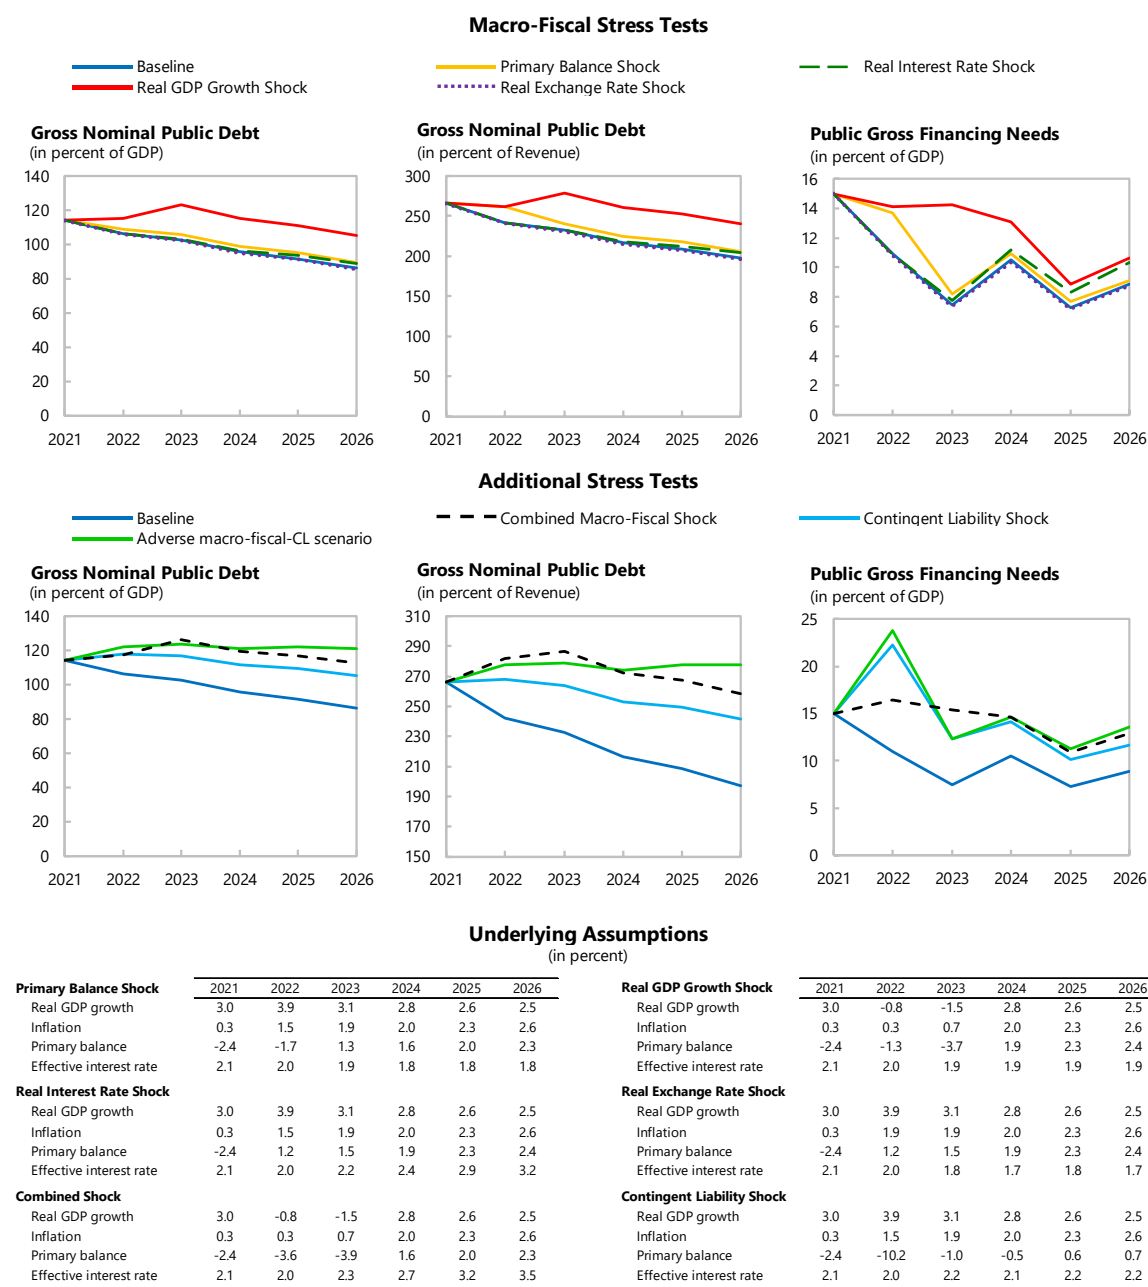 Macro-Fiscal Stress Tests
Baseline
Primary Balance Shock
Real Interest Rate Shock
Real GDP Growth Shock
Real Exchange Rate Shock
Gross Nominal Public Debt
(in percent of GDP)
140
120
100
80
60
40
20
0
2021 2022 2023 2024 2025 2026
Gross Nominal Public Debt
(in percent of Revenue)
300
250
200
150
100
50
0
2021 2022 2023 2024 2025 2026
Public Gross Financing Needs
(in percent of GDP)
16
14
12
10
8
6
4
2
0
2021 2022 2023 2024 2025 2026
Additional Stress Tests
Baseline
Combined Macro-Fiscal Shock
Contingent Liability Shock
Adverse macro-fiscal-CL scenario
Gross Nominal Public Debt
(in percent of GDP)
140
120
100
80
60
40
20
0
2021 2022 2023 2024 2025 2026
Gross Nominal Public Debt
(in percent of Revenue)
310
290
270
250
230
210
190
170
150
2021 2022 2023 2024 2025 2026
Public Gross Financing Needs
(in percent of GDP)
25
20
15
10
5
0
2021 2022 2023 2024 2025 2026
Underlying Assumptions
(in percent)
Primary Balance Shock 2021 2022 2023 2024 2025 2026
Real GDP growth 3.0 3.9 3.1 2.8 2.6 2.5
Inflation 0.3 1.5 1.9 2.0 2.3 2.6
Primary balance -2.4 -1.7 1.3 1.6 2.0 2.3
Effective interest rate 2.1 2.0 1.9 1.8 1.8 1.8
Real Interest Rate Shock
Real GDP growth 3.0 3.9 3.1 2.8 2.6 2.5
Inflation 0.3 1.5 1.9 2.0 2.3 2.6
Primary balance -2.4 1.2 1.5 1.9 2.3 2.4
Effective interest rate 2.1 2.0 2.2 2.4 2.9 3.2
Combined Shock
Real GDP growth 3.0 -0.8 -1.5 2.8 2.6 2.5
Inflation 0.3 0.3 0.7 2.0 2.3 2.6
Primary balance -2.4 -3.6 -3.9 1.6 2.0 2.3
Effective interest rate 2.1 2.0 2.3 2.7 3.2 3.5
Real GDP Growth Shock 2021 2022 2023 2024 2025 2026
Real GDP growth 3.0 -0.8 -1.5 2.8 2.6 2.5
Inflation 0.3 0.3 0.7 2.0 2.3 2.6
Primary balance -2.4 -1.3 -3.7 1.9 2.3 2.4
Effective interest rate 2.1 2.0 1.9 1.9 1.9 1.9
Real Exchange Rate Shock
Real GDP growth 3.0 3.9 3.1 2.8 2.6 2.5
Inflation 0.3 1.9 1.9 2.0 2.3 2.6
Primary balance -2.4 1.2 1.5 1.9 2.3 2.4
Effective interest rate 2.1 2.0 1.8 1.7 1.8 1.7
Contingent Liability Shock
Real GDP growth 3.0 3.9 3.1 2.8 2.6 2.5
Inflation 0.3 1.5 1.9 2.0 2.3 2.6
Primary balance -2.4 -10.2 -1.0 -0.5 0.6 0.7
Effective interest rate 2.1 2.0 2.2 2.1 2.2 2.2